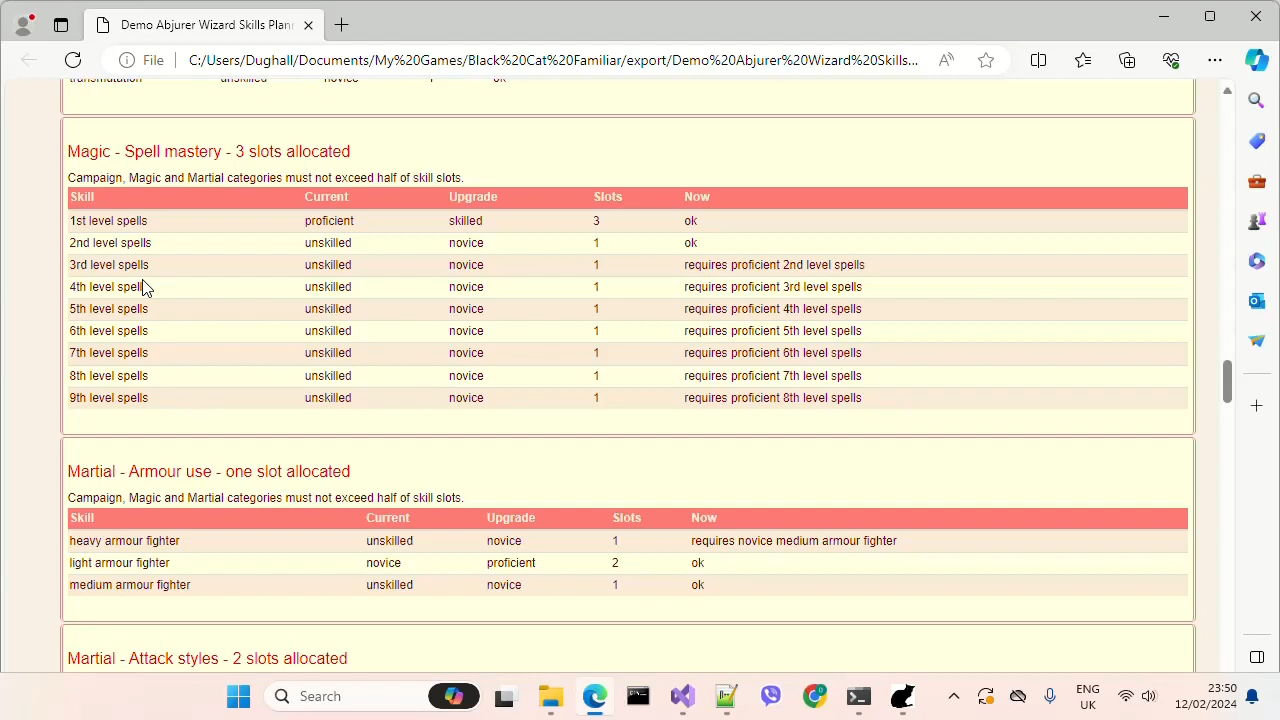 Demo Abjurer Wizard Skills Plan
File C:/Users/Dughall/Documents/My%20Games/Black%20Cat%20Familiar/export/Demo%20Abjurer%20Wizard%20Skills...
transmutation unskilled novice 1 ok
Magic - Spell mastery - 3 slots allocated
Campaign, Magic and Martial categories must not exceed half of skill slots.
Skill Current Upgrade Slots Now
1st level spells proficient skilled 3 ok
2nd level spells unskilled novice 1 ok
3rd level spells unskilled novice 1 requires proficient 2nd level spells
4th level spells unskilled novice 1 requires proficient 3rd level spells
5th level spells unskilled novice 1 requires proficient 4th level spells
6th level spells unskilled novice 1 requires proficient 5th level spells
7th level spells unskilled novice 1 requires proficient 6th level spells
8th level spells unskilled novice 1 requires proficient 7th level spells
9th level spells unskilled novice 1 requires proficient 8th level spells
Martial - Armour use - one slot allocated
Campaign, Magic and Martial categories must not exceed half of skill slots.
Skill Current Upgrade Slots Now
heavy armour fighter unskilled novice 1 requires novice medium armour fighter
light armour fighter novice proficient 2 ok
medium armour fighter unskilled novice 1 ok
Martial - Attack styles - 2 slots allocated
Search
ENG
UK
23:50
12/02/2024